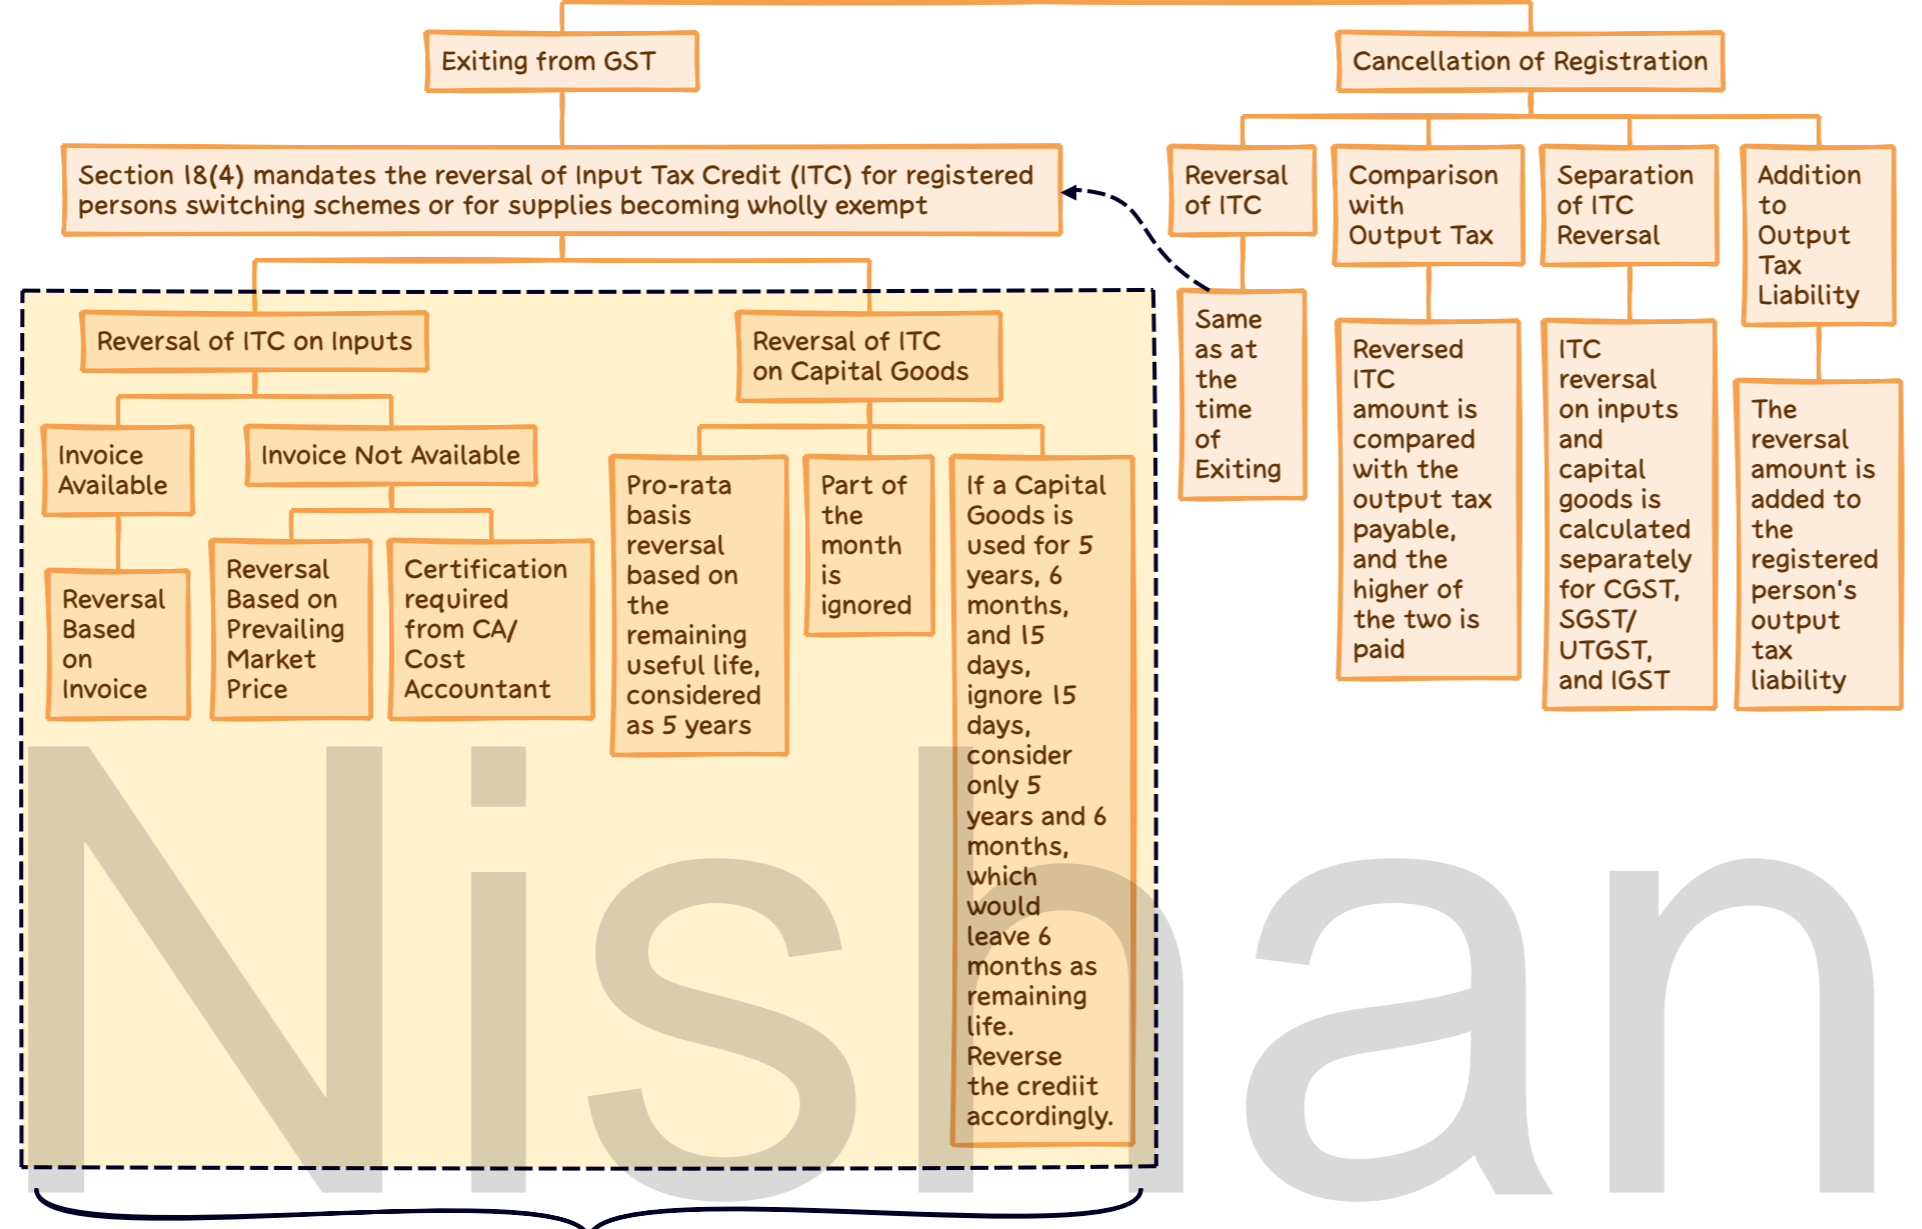 Exiting from GST
Cancellation of Registration
Section 18(4) mandates the reversal of Input Tax Credit (ITC) for registered
persons switching schemes or for supplies becoming wholly exempt
Reversal of ITC on Inputs
Invoice
Available
Reversal
Based
on
Invoice
Invoice Not Available
Reversal
Based on
Prevailing
Market
Price
Certification
required
from CA/
Cost
Accountant
Reversal of ITC
on Capital Goods
Pro-rata
basis
reversal
based on
the
remaining
useful life,
considered
as 5 years
Part of
the
month
is
ignored
If a Capital
Goods is
used for 5
years, 6
months,
and 15
days,
ignore 15
days,
consider
only 5
years and 6
months,
which
would
leave 6
months as
remaining
life.
Reverse
the crediit
accordingly.
Reversal
of ITC
Same
as at
the
time
of
Exiting
Comparison
with
Output Tax
Reversed
ITC
amount is
compared
with the
output tax
payable,
and the
higher of
the two is
paid
Separation
of ITC
Reversal
ITC
reversal
on inputs
and
capital
goods is
calculated
separately
for CGST,
SGST/
UTGST,
and IGST
Addition
to
Output
Tax
Liability
The
reversal
amount is
added to
the
registered
person's
output
tax
liability
Nishan